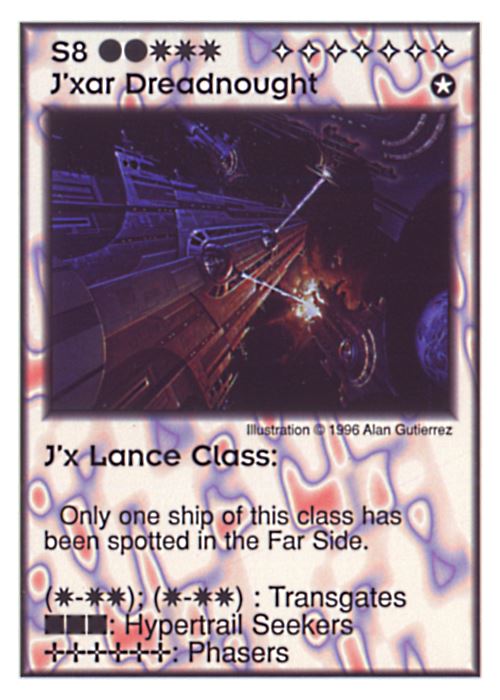 S8 ●●✷✷✷ ✧✧✧✧✧✧✧
J'xar Dreadnought
Illustration © 1996 Alan Gutierrez
J'x Lance Class:
Only one ship of this class has
been spotted in the Far Side.
(✷-✷✷): (✷-✷✷) : Transgates
■■■: Hypertrail Seekers
✛✛✛✛✛✛: Phasers